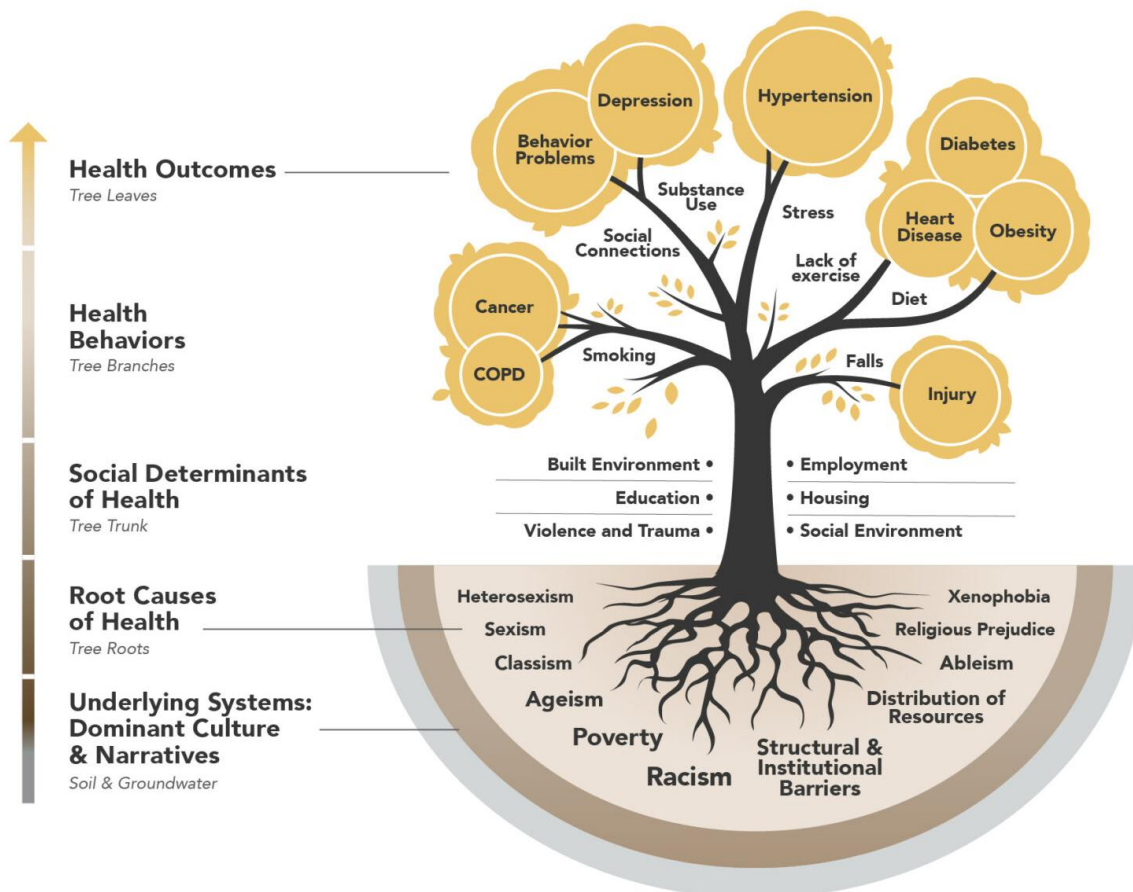 Health Outcomes
Tree Leaves
Health
Behaviors
Tree Branches
Social Determinants
of Health
Tree Trunk
Root Causes
of Health
Tree Roots
Underlying Systems:
Dominant Culture
& Narratives
Soil & Groundwater
Depression
Behavior
Problems
Hypertension
Diabetes
Heart
Disease
Obesity
Substance
Use
Stress
Social
Connections
Lack of
exercise
Diet
Cancer
COPD
Smoking
Falls
Injury
Built Environment •
• Employment
Education •
• Housing
Violence and Trauma •
• Social Environment
Heterosexism
Sexism
Classism
Ageism
Poverty
Racism
Structural &
Institutional
Barriers
Distribution of
Resources
Ableism
Religious Prejudice
Xenophobia